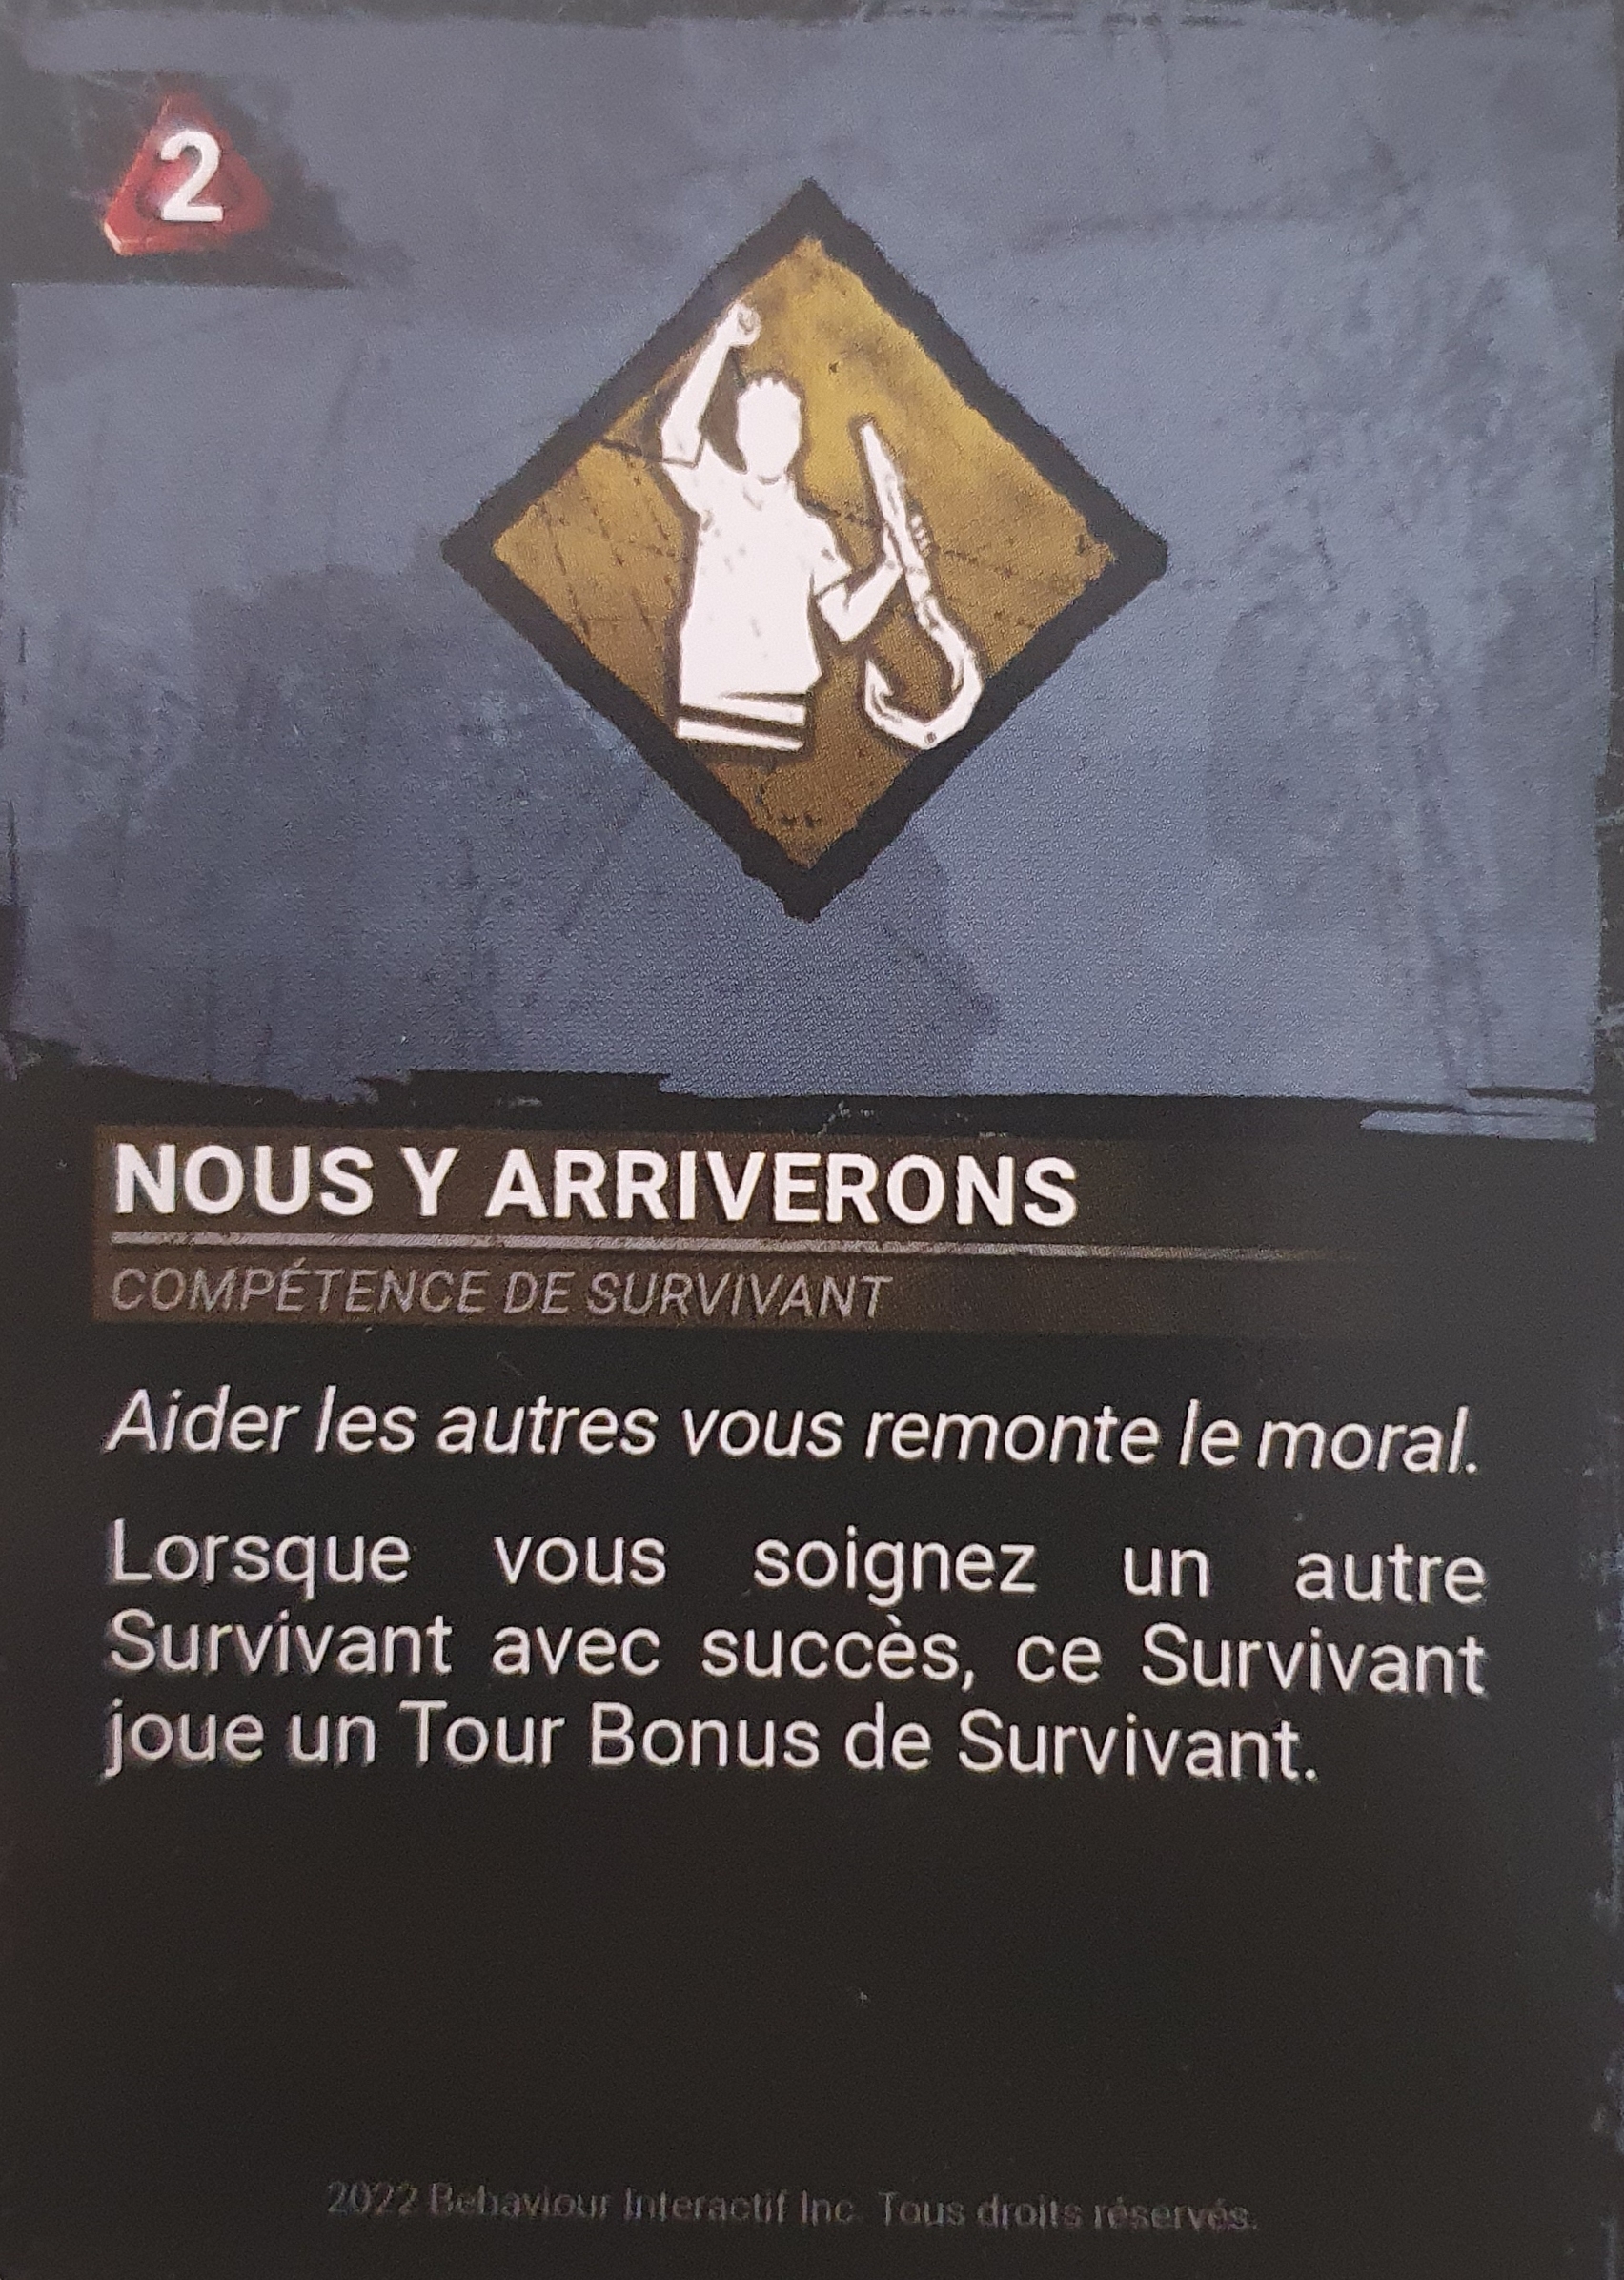 2
NOUS Y ARRIVERONS
COMPÉTENCE DE SURVIVANT
Aider les autres vous remonte le moral.
Lorsque vous soignez un autre
Survivant avec succès, ce Survivant
joue un Tour Bonus de Survivant.
2022 Behaviour Interactif Inc. Tous droits réservés.